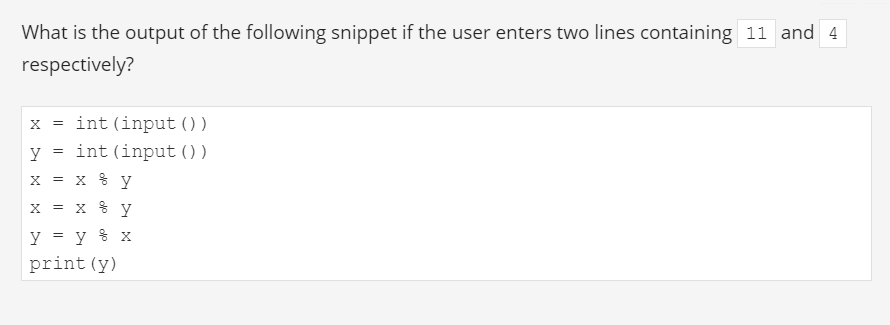 What is the output of the following snippet if the user enters two lines containing 11 and 4
respectively?
x = int(input())
y = int(input())
x = x % y
x = x % y
y = y % x
print(y)